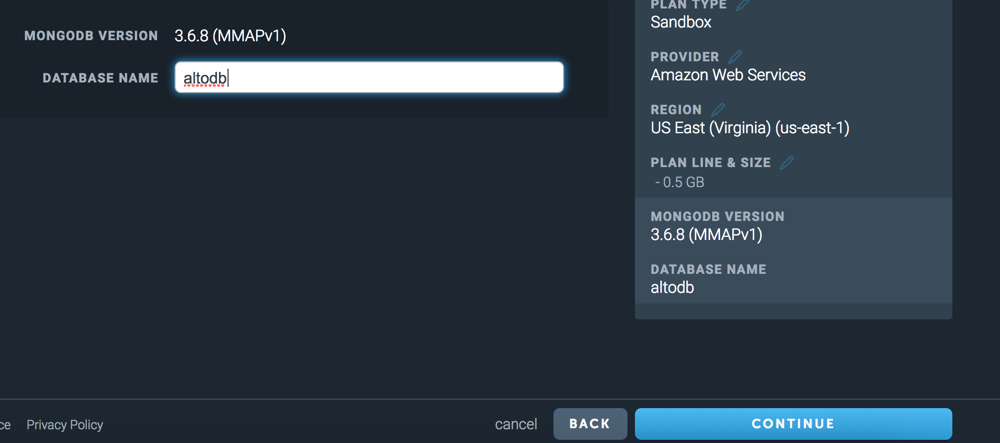 MONGODB VERSION 3.6.8 (MMAPv1)
DATABASE NAME altodb
PLAN TYPE
Sandbox
PROVIDER
Amazon Web Services
REGION
US East (Virginia) (us-east-1)
PLAN LINE & SIZE
- 0.5 GB
MONGODB VERSION
3.6.8 (MMAPv1)
DATABASE NAME
altodb
ce Privacy Policy cancel BACK CONTINUE